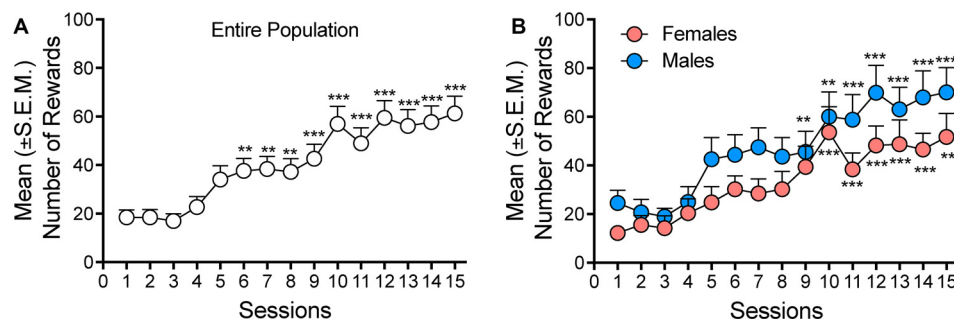 A
Entire Population
Mean (±S.E.M.)
Number of Rewards
100
80
60
40
20
0
** ** ** *** *** *** *** *** *** ***
0 1 2 3 4 5 6 7 8 9 10 11 12 13 14 15
Sessions
B
Females
Males
Mean (±S.E.M.)
Number of Rewards
100
80
60
40
20
0
** ** *** *** *** *** ***
*** *** *** *** *** **
0 1 2 3 4 5 6 7 8 9 10 11 12 13 14 15
Sessions